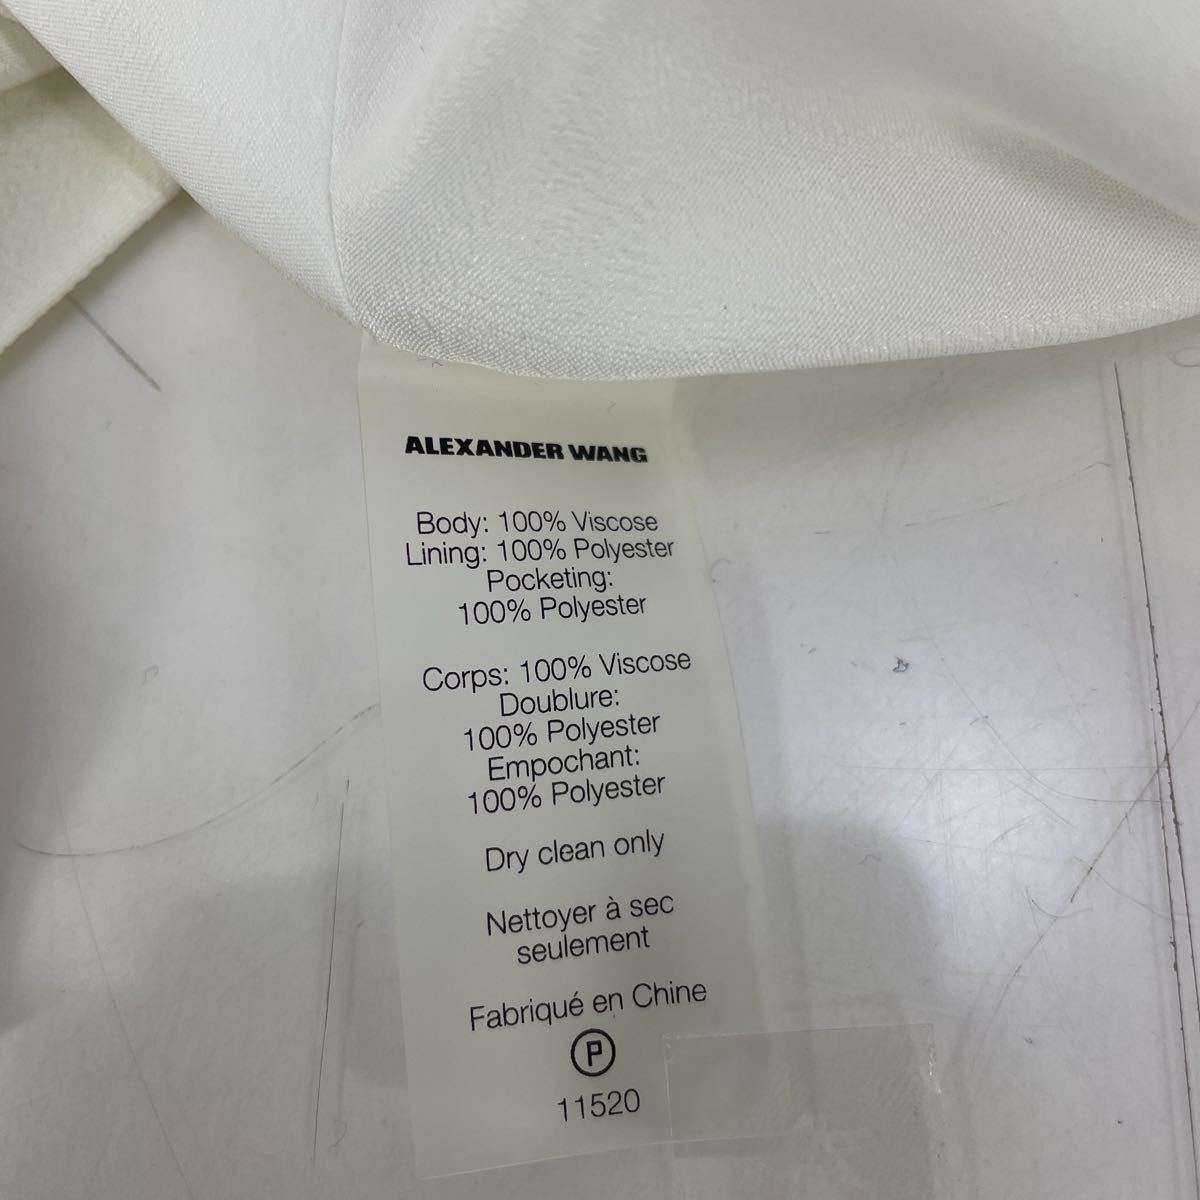 ALEXANDER WANG
Body: 100% Viscose
Lining: 100% Polyester
Pocketing:
100% Polyester
Corps: 100% Viscose
Doublure:
100% Polyester
Empochant:
100% Polyester
Dry clean only
Nettoyer à sec
seulement
Fabriqué en Chine
P
11520